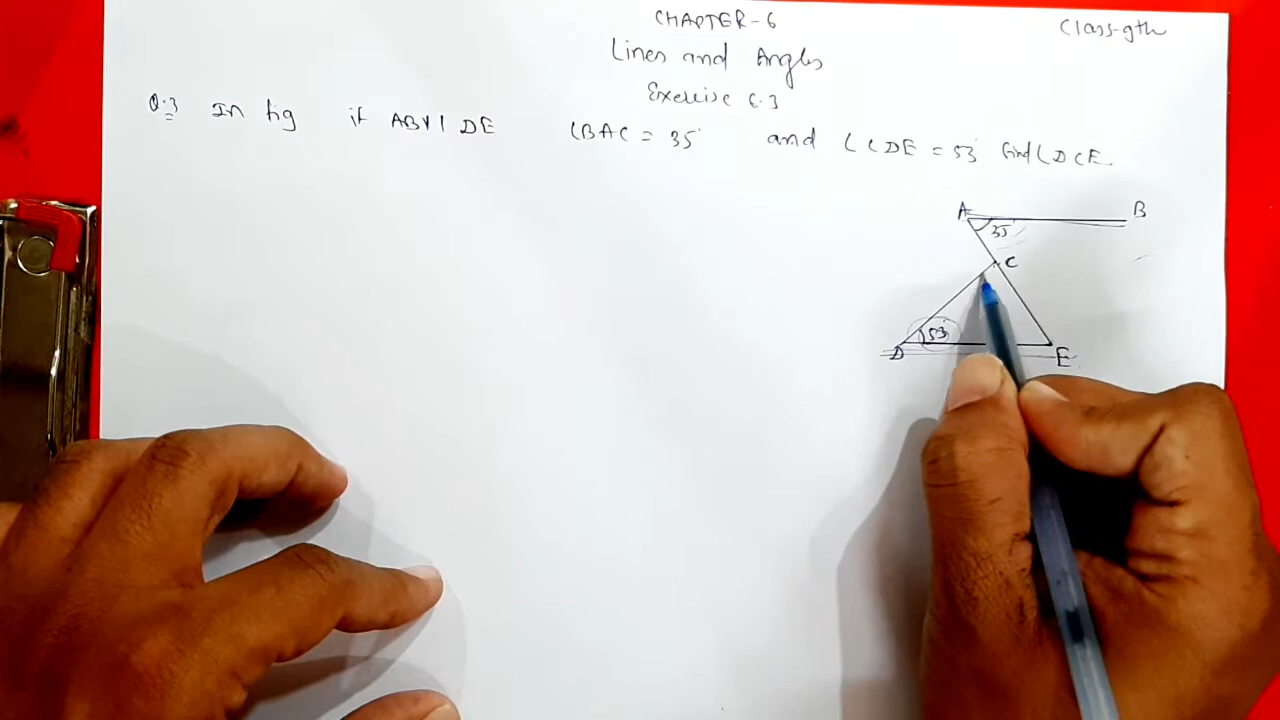 CHAPTER-6
Class-9th
Lines and Angles
Exercise 6.3
Q.3 In fig if AB || DE ∠BAC = 35° and ∠CDE = 53° find ∠DCE
A B
35°
C
53°
D E